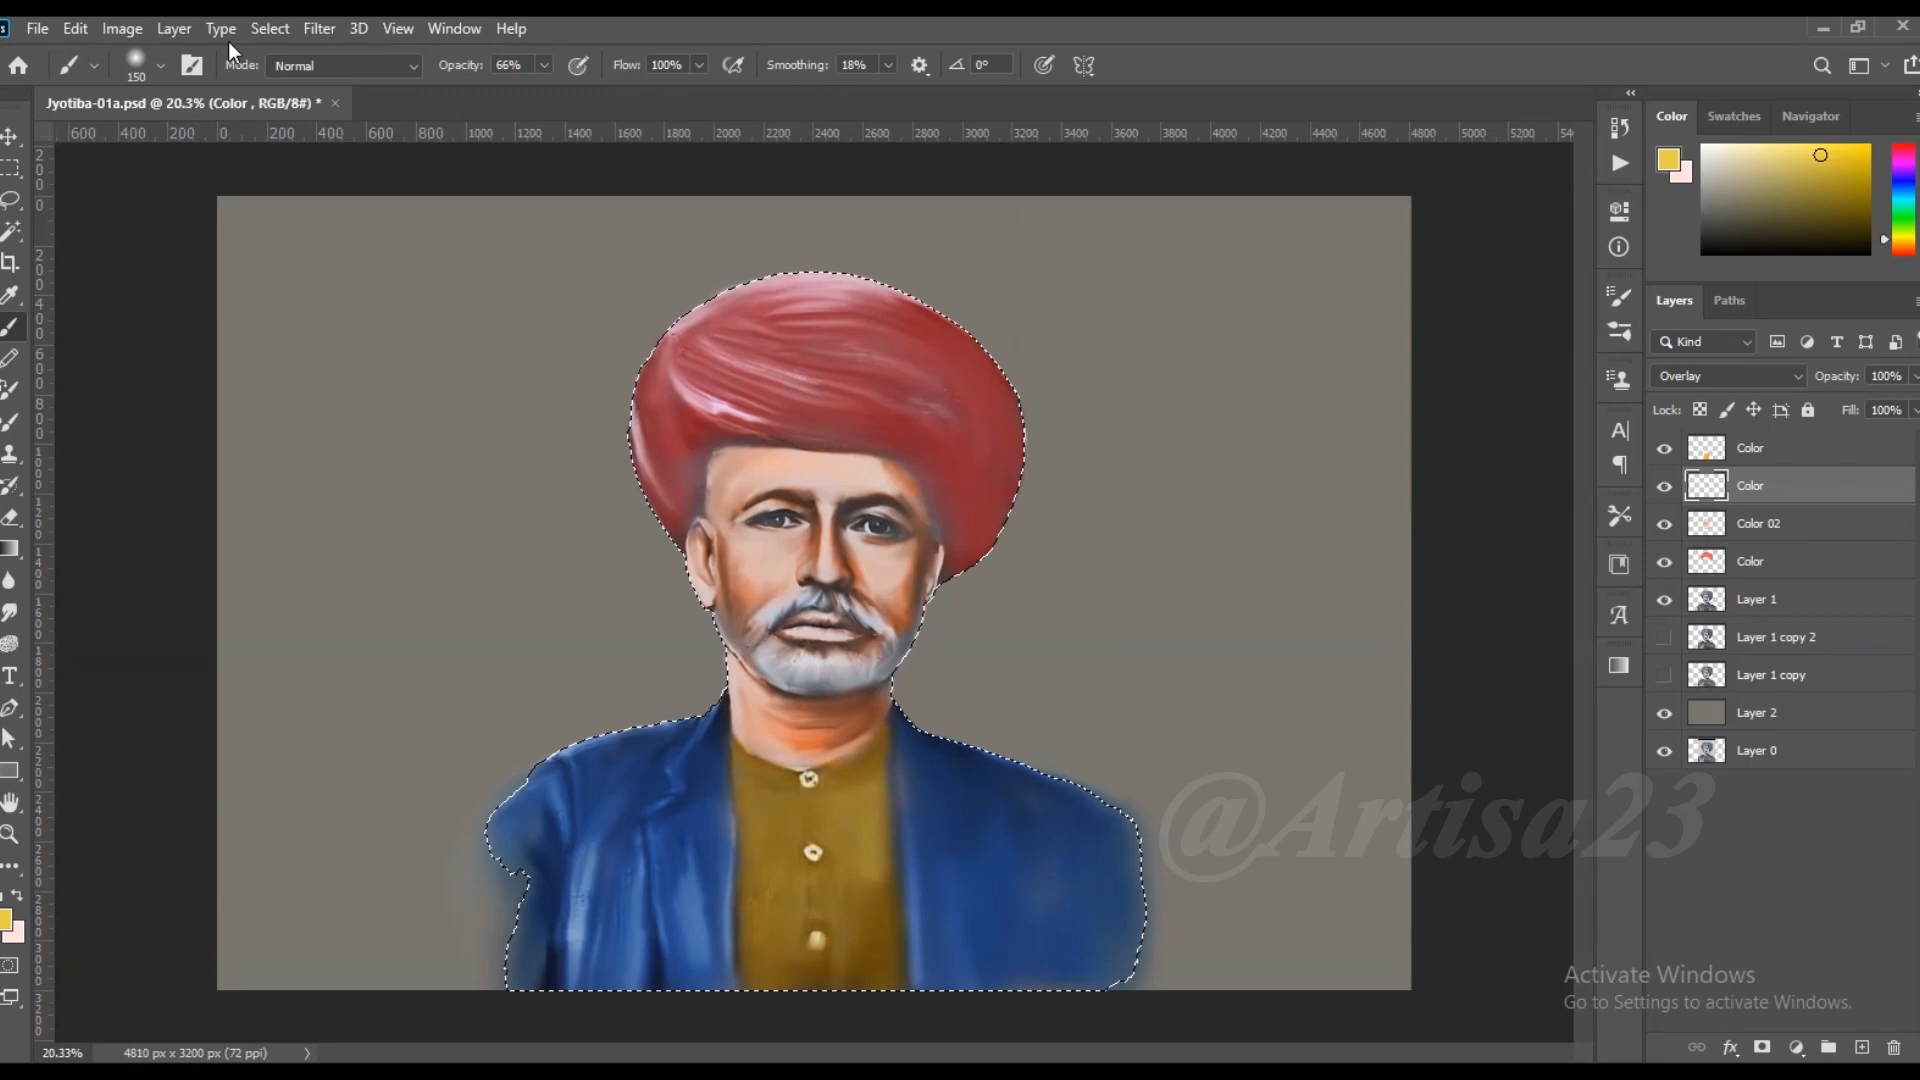 File Edit Image Layer Type Select Filter 3D View Window Help
150 Mode: Normal Opacity: 66% Flow: 100% Smoothing: 18% 0°
Jyotiba-01a.psd @ 20.3% (Color , RGB/8#) * ×
600 400 200 0 200 400 600 800 1000 1200 1400 1600 1800 2000 2200 2400 2600 2800 3000 3200 3400 3600 3800 4000 4200 4400 4600 4800 5000 5200
Color Swatches Navigator
Layers Paths
Kind
Overlay Opacity: 100%
Lock: Fill: 100%
Color
Color
Color 02
Color
Layer 1
Layer 1 copy 2
Layer 1 copy
Layer 2
Layer 0
@Artisa23
Activate Windows
Go to Settings to activate Windows.
20.33% 4810 px x 3200 px (72 ppi)